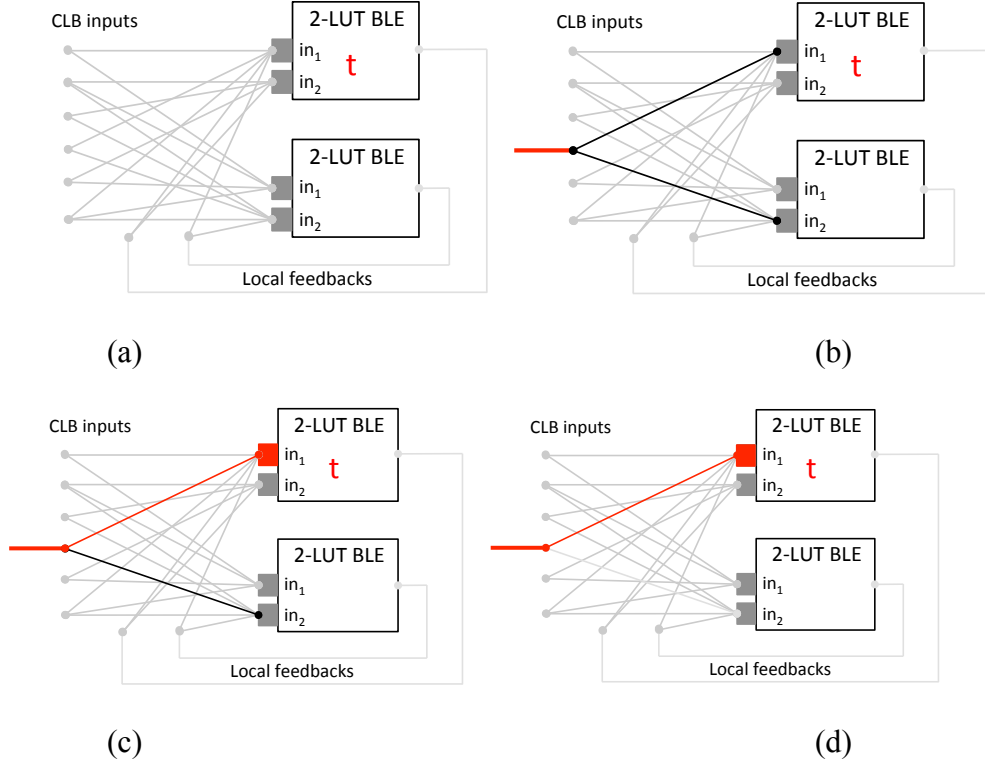 CLB inputs
2-LUT BLE
in1
t
in2
2-LUT BLE
in1
in2
Local feedbacks
(a)
CLB inputs
2-LUT BLE
in1
t
in2
2-LUT BLE
in1
in2
Local feedbacks
(b)
CLB inputs
2-LUT BLE
in1
t
in2
2-LUT BLE
in1
in2
Local feedbacks
(c)
CLB inputs
2-LUT BLE
in1
t
in2
2-LUT BLE
in1
in2
Local feedbacks
(d)